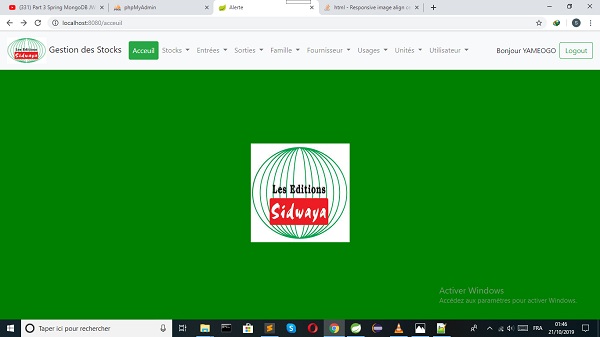 (331) Part 3 Spring MongoDB
phpMyAdmin
Alerte
html - Responsive image align
localhost:8080/acceuil
Les Editions
Sidwaya
Gestion des Stocks
Acceuil
Stocks
Entrées
Sorties
Famille
Fournisseur
Usages
Unités
Utilisateur
Bonjour YAMEOGO
Logout
Les Editions
Sidwaya
Activer Windows
Accédez aux paramètres pour activer Windows.
Taper ici pour rechercher
FRA
01:46
21/10/2019